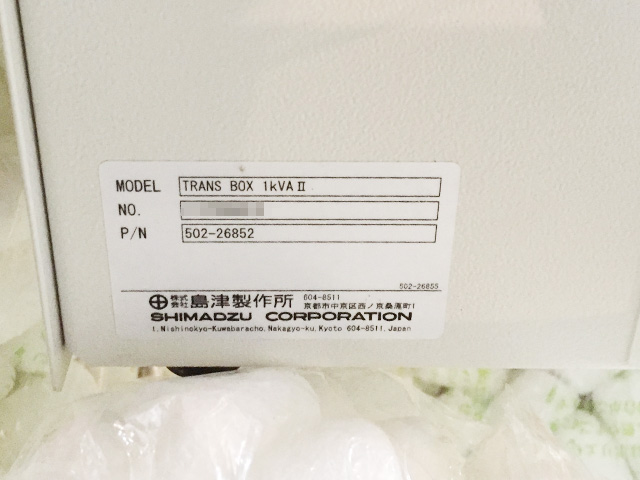 MODEL TRANS BOX 1kVAⅡ
NO.
P/N 502-26852
502-26855
株式会社 島津製作所 604-8511
京都市中京区西ノ京桑原町1
SHIMADZU CORPORATION
1, Nishinokyo-Kuwabaracho, Nakagyo-ku, Kyoto 604-8511, Japan